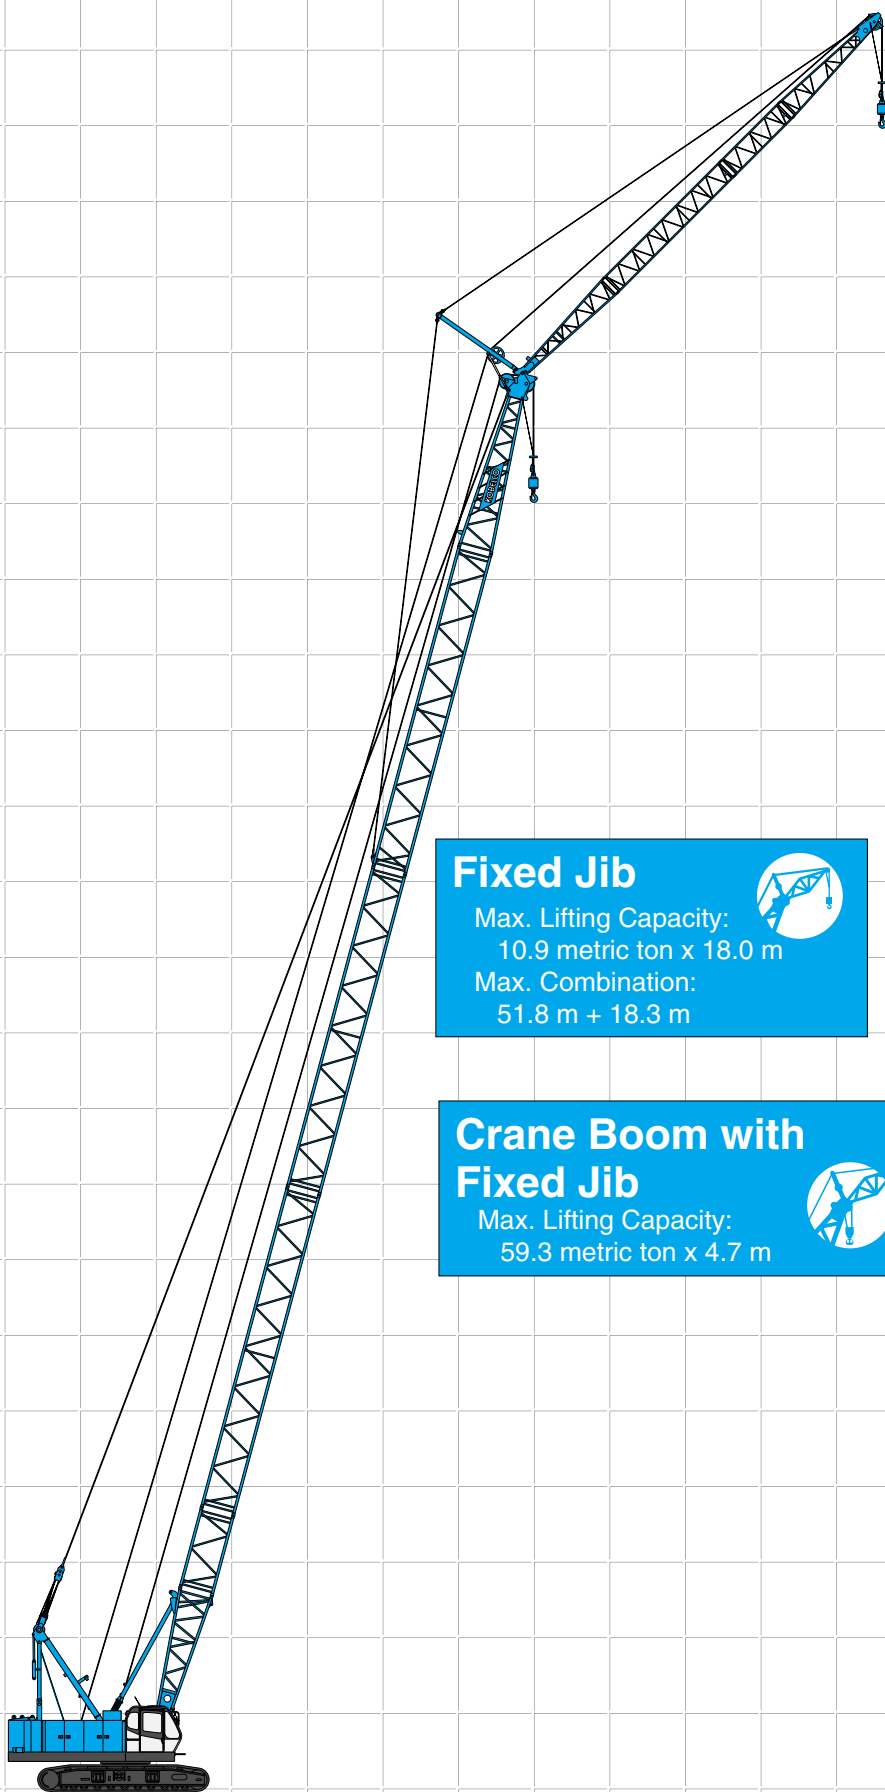 KOBELCO
Fixed Jib
Max. Lifting Capacity:
10.9 metric ton x 18.0 m
Max. Combination:
51.8 m + 18.3 m
Crane Boom with
Fixed Jib
Max. Lifting Capacity:
59.3 metric ton x 4.7 m